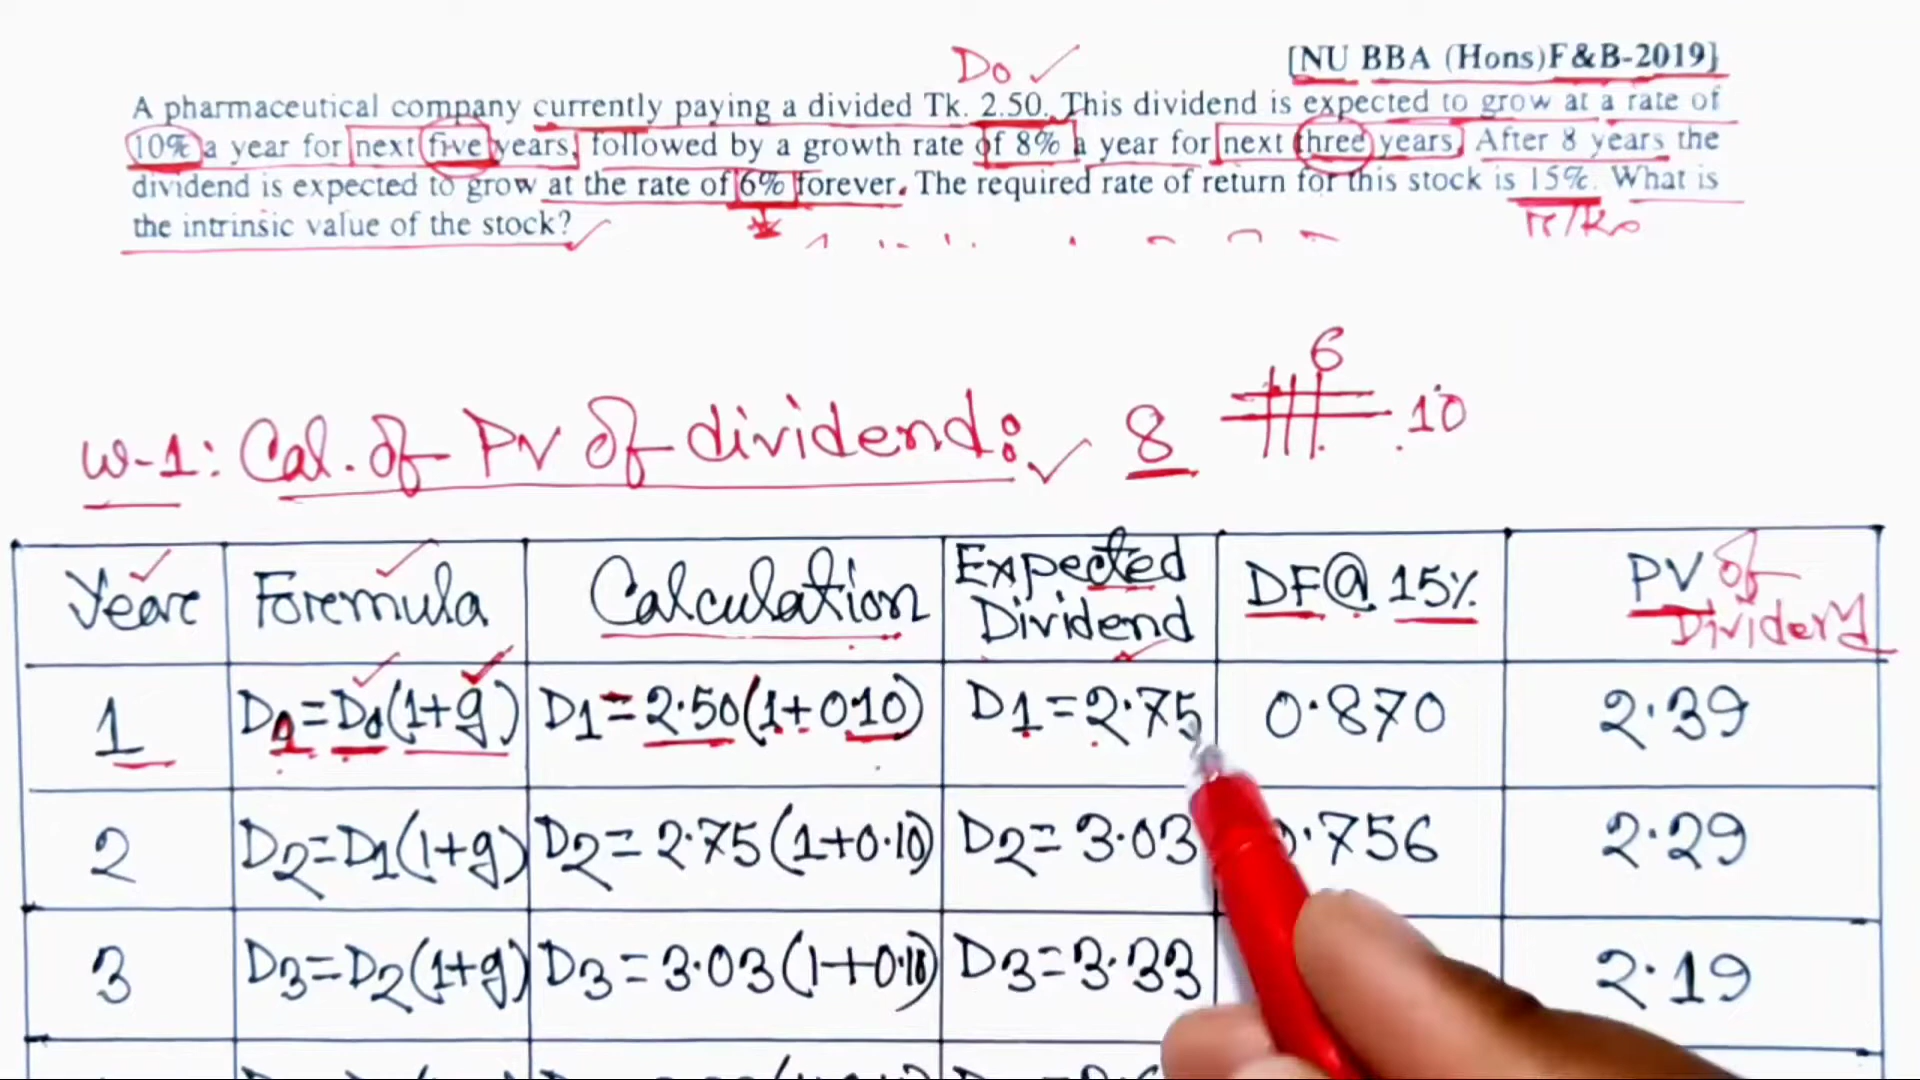 Do ✓
[NU BBA (Hons)F&B-2019]
A pharmaceutical company currently paying a divided Tk. 2.50. This dividend is expected to grow at a rate of
10% a year for next five years, followed by a growth rate of 8% a year for next three years. After 8 years the
dividend is expected to grow at the rate of 6% forever. The required rate of return for this stock is 15%. What is
the intrinsic value of the stock?
r/ko
6
10
W-1: Cal. of PV of dividend: 8
Year Formula Calculation Expected Dividend DF@ 15% PV of Dividend
1 D1=D0(1+g) D1=2.50(1+0.10) D1=2.75 0.870 2.39
2 D2=D1(1+g) D2=2.75(1+0.10) D2=3.03 0.756 2.29
3 D3=D2(1+g) D3=3.03(1+0.10) D3=3.33 2.19